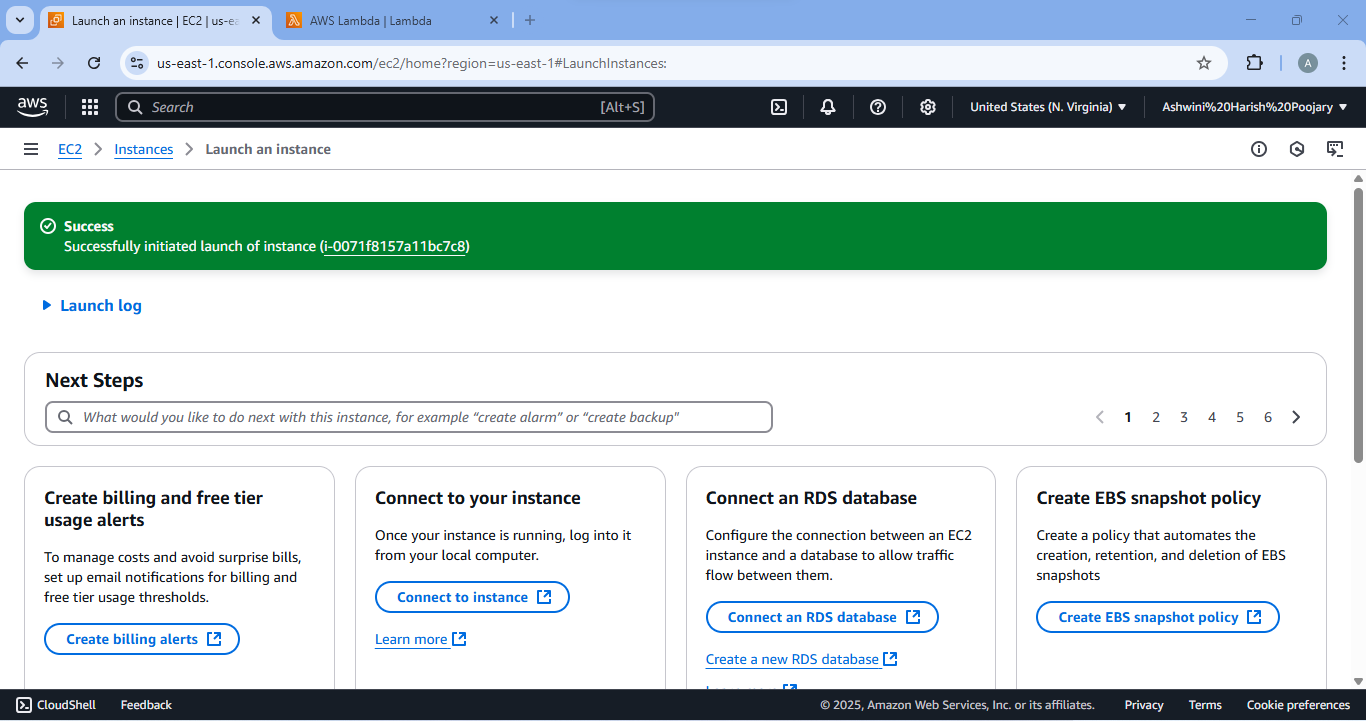 Launch an instance | EC2 | us-ea
AWS Lambda | Lambda
us-east-1.console.aws.amazon.com/ec2/home?region=us-east-1#LaunchInstances:
A
aws
Search
[Alt+S]
United States (N. Virginia)
Ashwini%20Harish%20Poojary
EC2
Instances
Launch an instance
Success
Successfully initiated launch of instance (i-0071f8157a11bc7c8)
Launch log
Next Steps
What would you like to do next with this instance, for example “create alarm” or “create backup"
1 2 3 4 5 6
Create billing and free tier
usage alerts
To manage costs and avoid surprise bills,
set up email notifications for billing and
free tier usage thresholds.
Create billing alerts
Connect to your instance
Once your instance is running, log into it
from your local computer.
Connect to instance
Learn more
Connect an RDS database
Configure the connection between an EC2
instance and a database to allow traffic
flow between them.
Connect an RDS database
Create a new RDS database
Create EBS snapshot policy
Create a policy that automates the
creation, retention, and deletion of EBS
snapshots
Create EBS snapshot policy
CloudShell
Feedback
© 2025, Amazon Web Services, Inc. or its affiliates.
Privacy
Terms
Cookie preferences